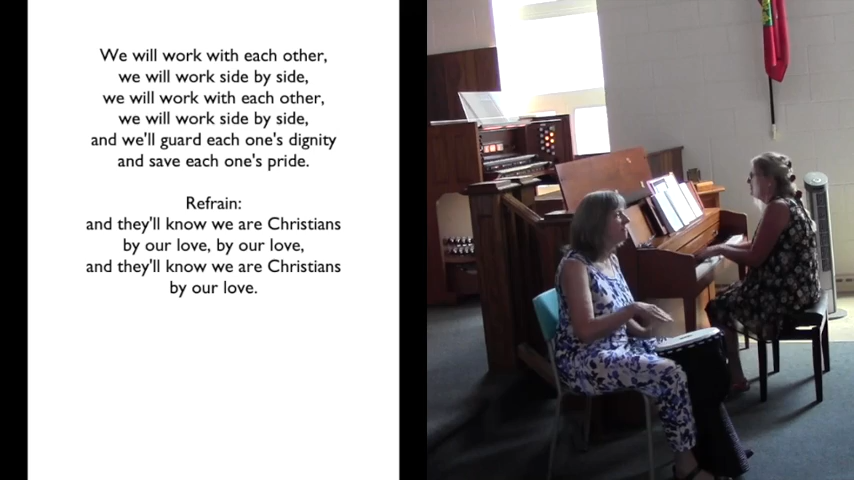 We will work with each other,
we will work side by side,
we will work with each other,
we will work side by side,
and we'll guard each one's dignity
and save each one's pride.
Refrain:
and they'll know we are Christians
by our love, by our love,
and they'll know we are Christians
by our love.